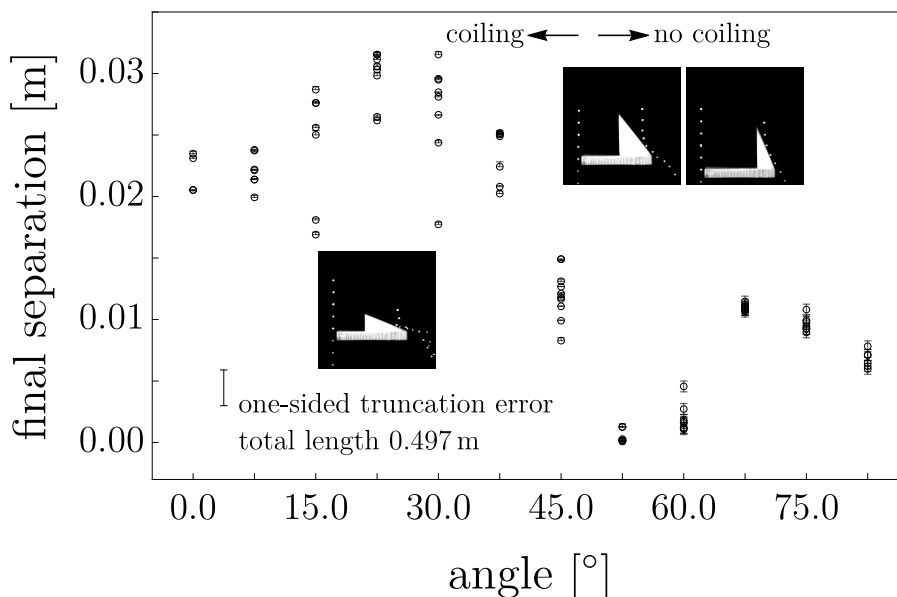 coiling no coiling
final separation [m]
0.03
0.02
0.01
0.00
one-sided truncation error
total length 0.497 m
0.0 15.0 30.0 45.0 60.0 75.0
angle [°]